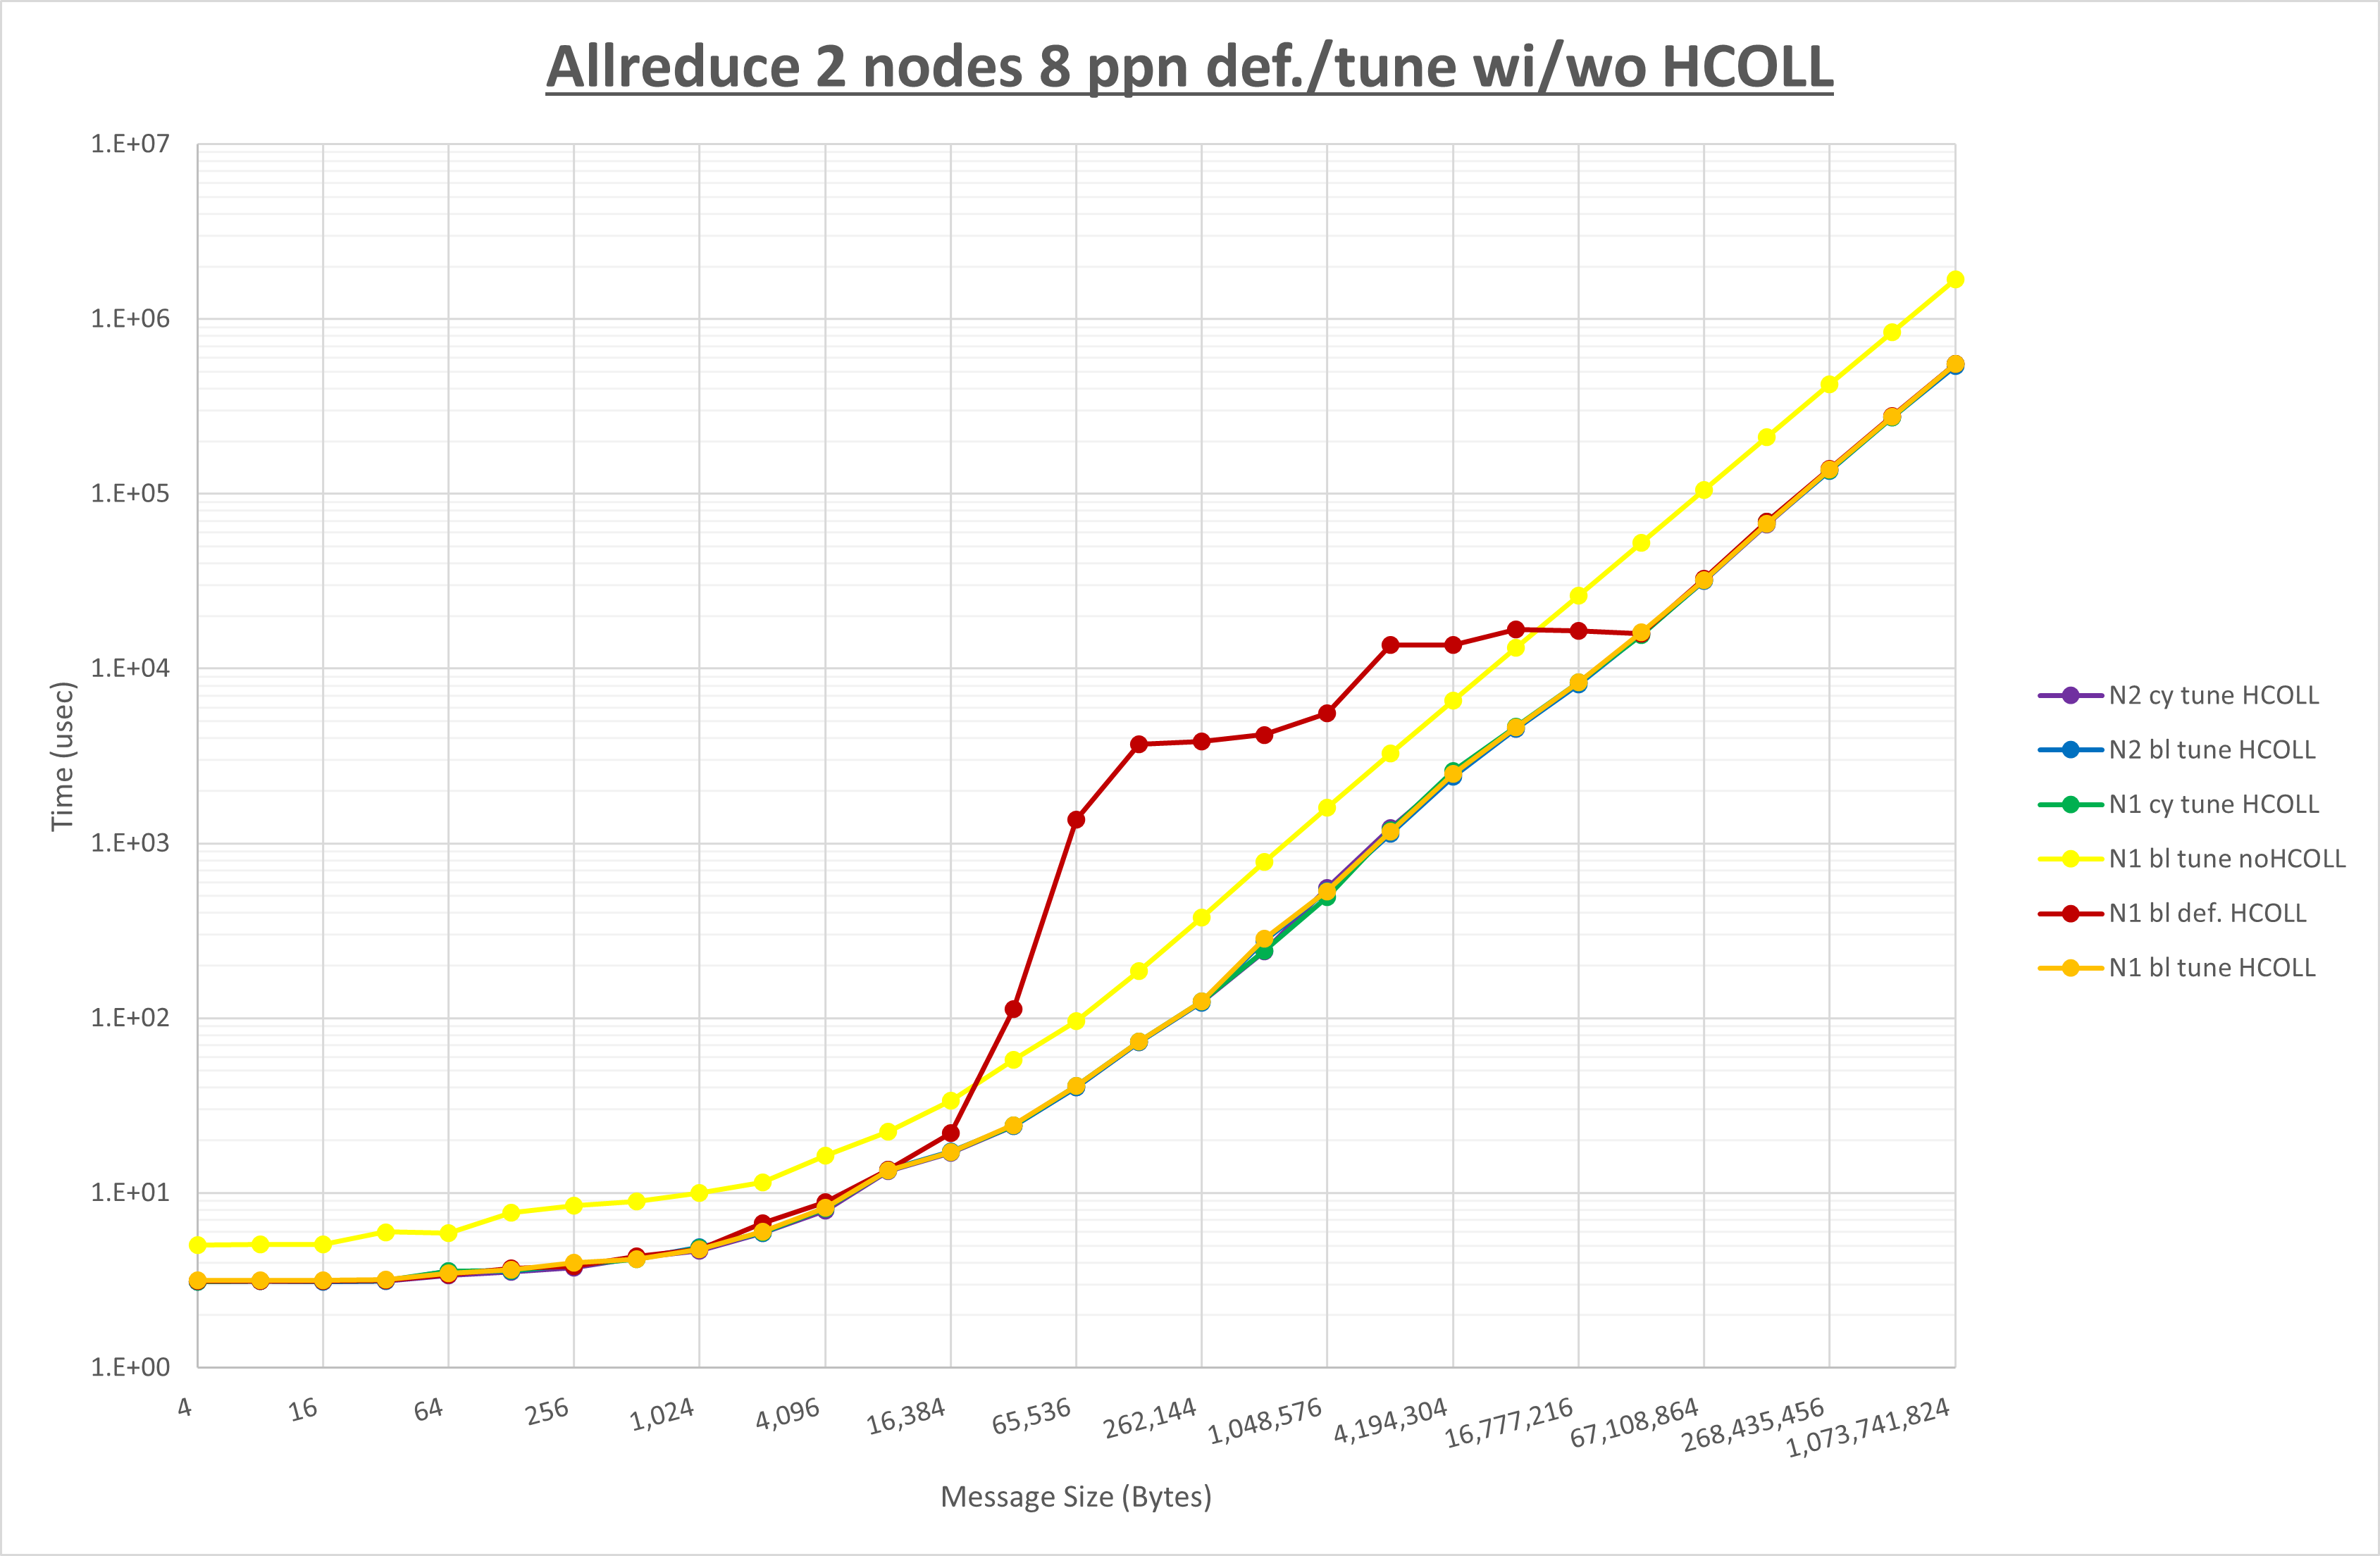 Allreduce 2 nodes 8 ppn def./tune wi/wo HCOLL
1.E+07
1.E+06
1.E+05
1.E+04
1.E+03
1.E+02
1.E+01
1.E+00
Time (usec)
4
16
64
256
1,024
4,096
16,384
65,536
262,144
1,048,576
4,194,304
16,777,216
67,108,864
268,435,456
1,073,741,824
Message Size (Bytes)
N2 cy tune HCOLL
N2 bl tune HCOLL
N1 cy tune HCOLL
N1 bl tune noHCOLL
N1 bl def. HCOLL
N1 bl tune HCOLL